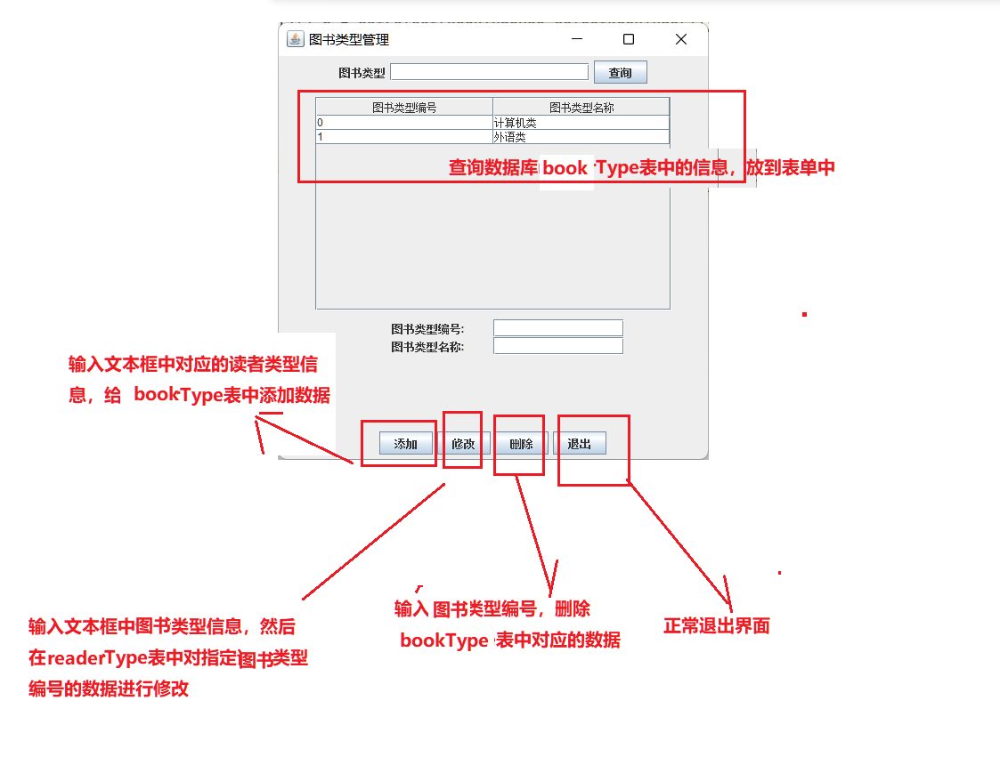 图书类型管理
图书类型 查询
图书类型编号 图书类型名称
0 计算机类
1 外语类
查询数据库 book Type表中的信息，放到表单中
图书类型编号:
图书类型名称:
输入文本框中对应的读者类型信
息，给 bookType表中添加数据
添加 修改 删除 退出
输入文本框中图书类型信息，然后
在readerType表中对指定图书类型
编号的数据进行修改
输入图书类型编号，删除
bookType 表中对应的数据
正常退出界面